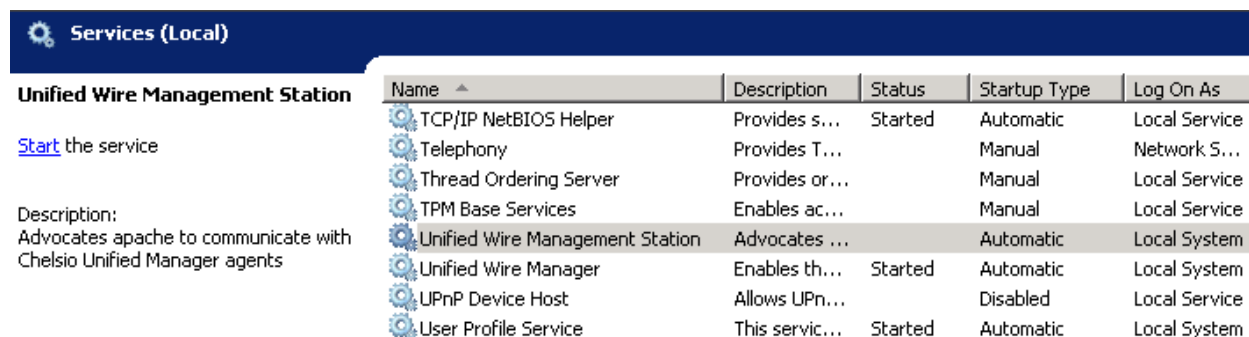 Services (Local)
Unified Wire Management Station
Start the service
Description:
Advocates apache to communicate with
Chelsio Unified Manager agents
Name Description Status Startup Type Log On As
TCP/IP NetBIOS Helper Provides s... Started Automatic Local Service
Telephony Provides T... Manual Network S...
Thread Ordering Server Provides or... Manual Local Service
TPM Base Services Enables ac... Manual Local Service
Unified Wire Management Station Advocates ... Automatic Local System
Unified Wire Manager Enables th... Started Automatic Local System
UPnP Device Host Allows UPn... Disabled Local Service
User Profile Service This servic... Started Automatic Local System